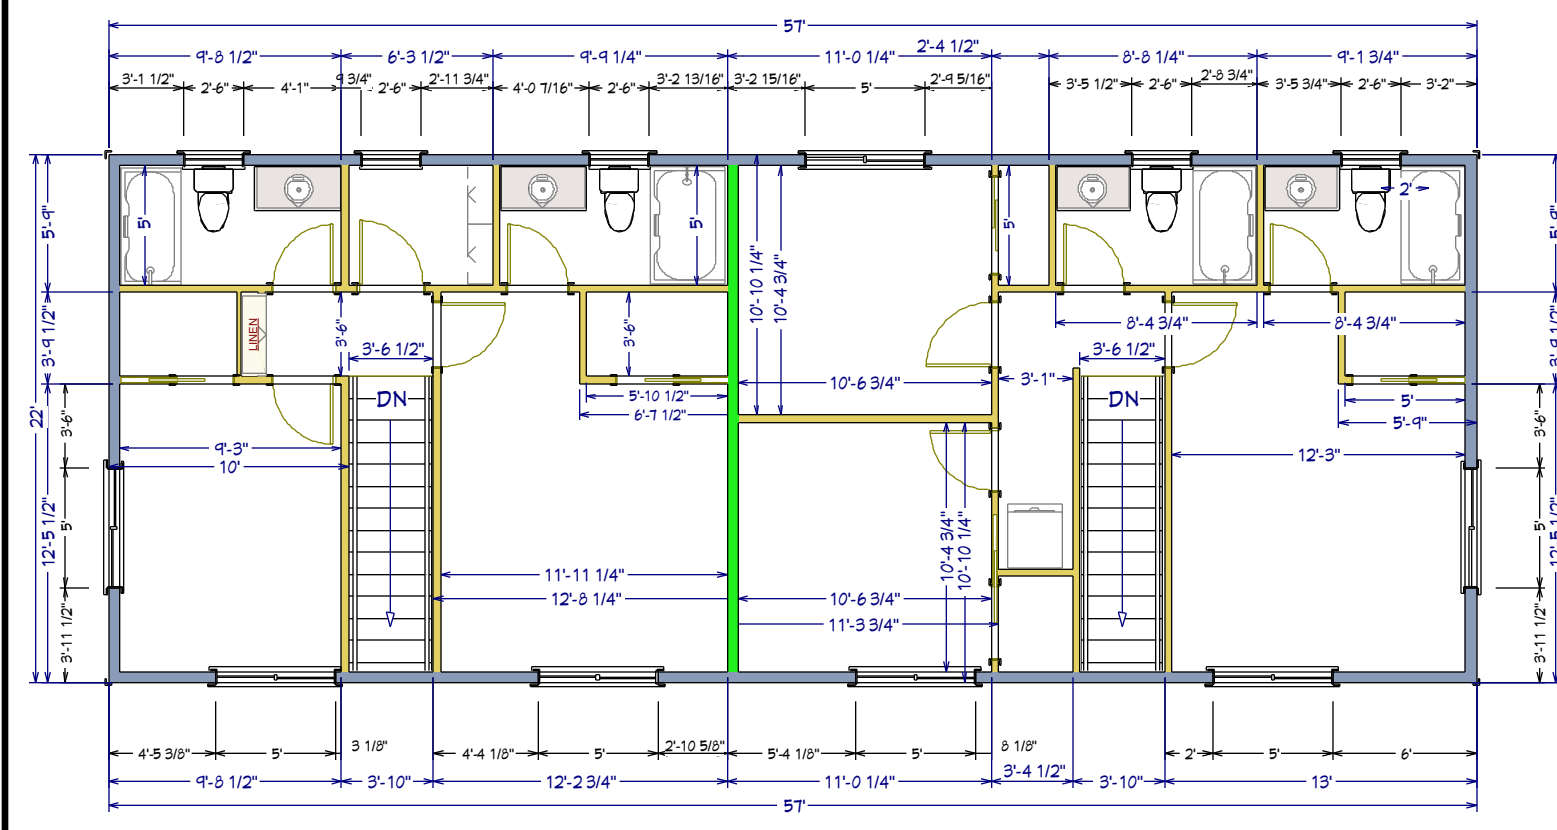 57'
9'-8 1/2" 6'-3 1/2" 9'-9 1/4" 11'-0 1/4" 2'-4 1/2" 8'-8 1/4" 9'-1 3/4"
3'-1 1/2" 2'-6" 4'-1" 9 3/4" 2'-6" 2'-11 3/4" 4'-0 7/16" 2'-6" 3'-2 13/16" 3'-2 15/16" 5' 2'-9 5/16" 3'-5 1/2" 2'-6" 2'-8 3/4" 3'-5 3/4" 2'-6" 3'-2"
5'-9" 5' 5' 5' 2' 5'-9"
10'-10 1/4" 10'-4 3/4"
3'-9 1/2" LINEN 3'-6" 3'-6" 8'-4 3/4" 8'-4 3/4" 3'-9 1/2"
3'-6 1/2" 3'-6 1/2"
10'-6 3/4" 3'-1"
DN 5'-10 1/2" DN 5'
22' 3'-6" 6'-7 1/2" 5'-9" 3'-6"
9'-3" 12'-3"
10'
12'-5 1/2" 5' 10'-4 3/4" 10'-10 1/4" 5' 12'-5 1/2"
11'-11 1/4"
12'-8 1/4" 10'-6 3/4"
3'-11 1/2" 11'-3 3/4" 3'-11 1/2"
4'-5 3/8" 5' 3 1/8" 4'-4 1/8" 5' 2'-10 5/8" 5'-4 1/8" 5' 8 1/8" 2' 5' 6'
9'-8 1/2" 3'-10" 12'-2 3/4" 11'-0 1/4" 3'-4 1/2" 3'-10" 13'
57'